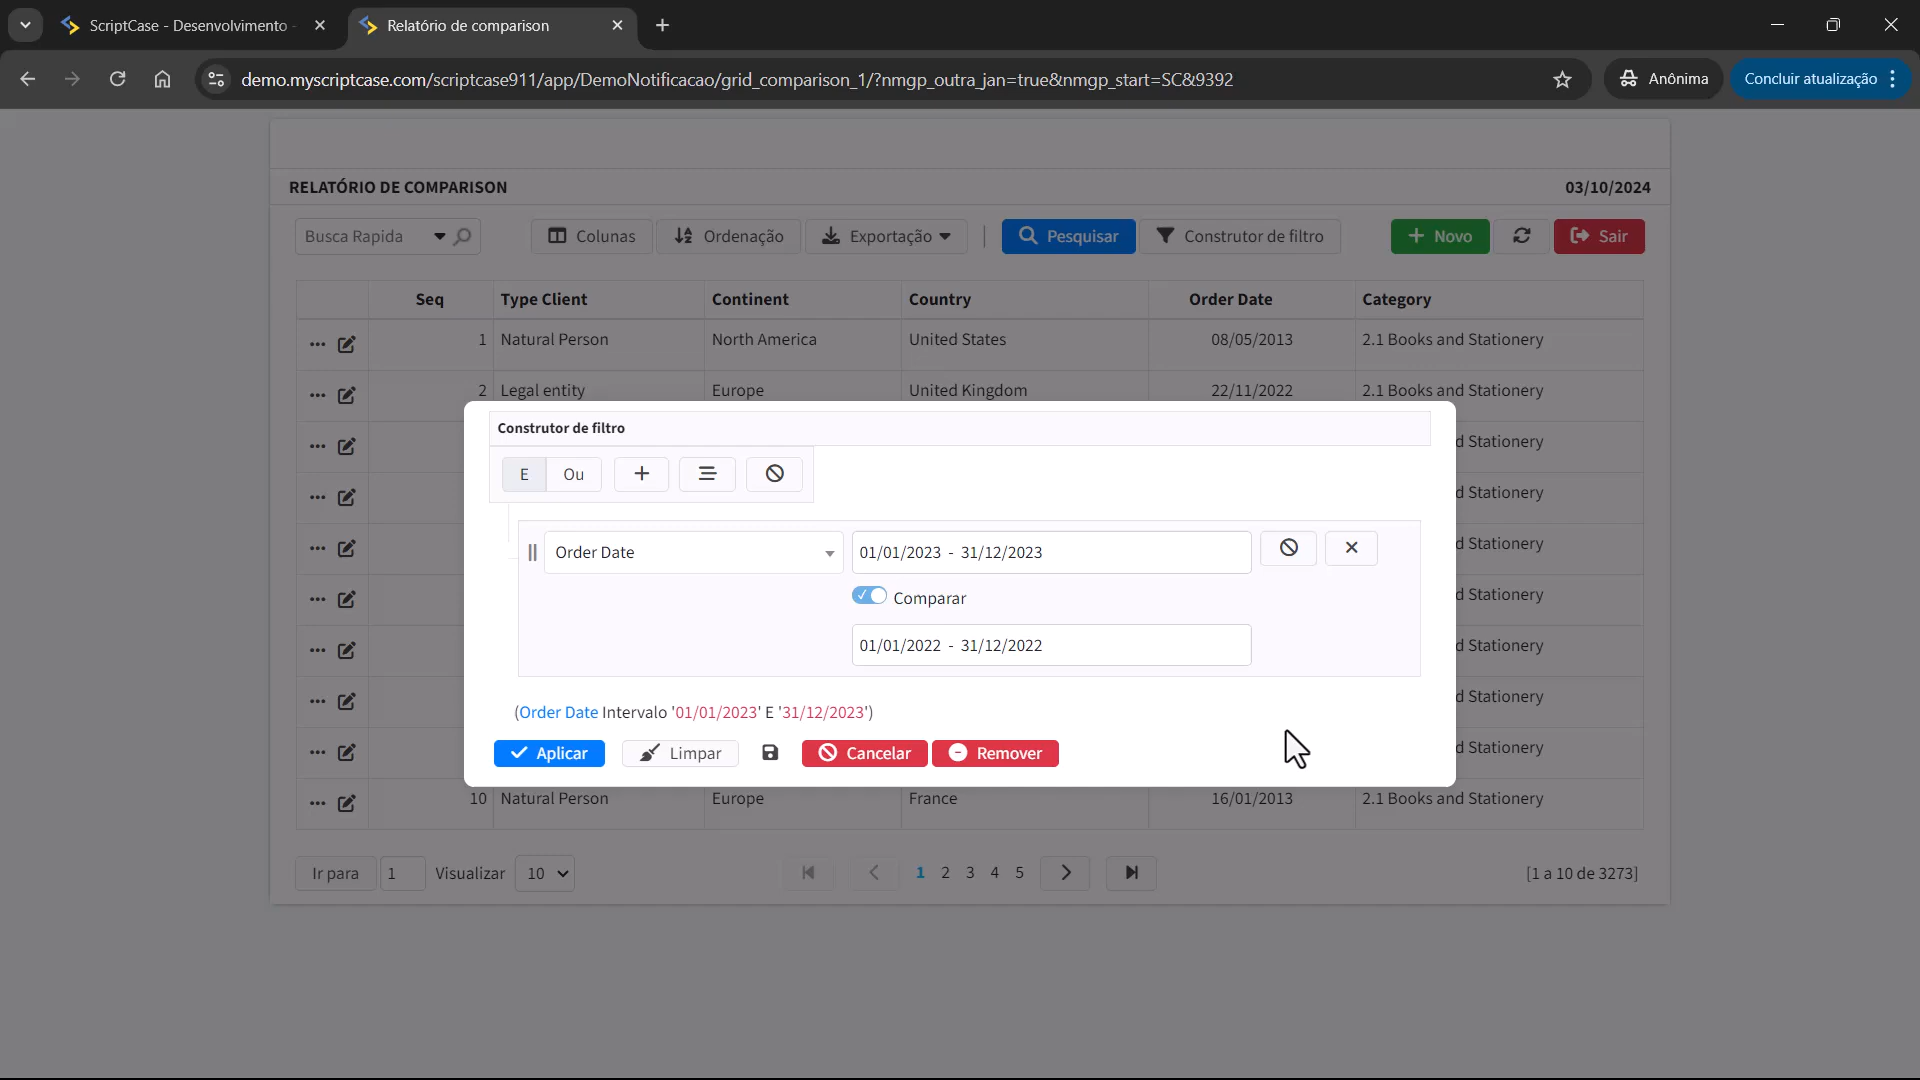 ScriptCase - Desenvolvimento -
Relatório de comparison
demo.myscriptcase.com/scriptcase911/app/DemoNotificacao/grid_comparison_1/?nmgp_outra_jan=true&nmgp_start=SC&9392
Anônima
Concluir atualização
RELATÓRIO DE COMPARISON
03/10/2024
Busca Rapida
Colunas
Ordenação
Exportação
Pesquisar
Construtor de filtro
Novo
Sair
Seq Type Client Continent Country Order Date Category
1 Natural Person North America United States 08/05/2013 2.1 Books and Stationery
2 Legal entity Europe United Kingdom 22/11/2022 2.1 Books and Stationery
d Stationery
d Stationery
d Stationery
d Stationery
d Stationery
d Stationery
d Stationery
Construtor de filtro
E Ou
Order Date 01/01/2023 - 31/12/2023
Comparar
01/01/2022 - 31/12/2022
(Order Date Intervalo '01/01/2023' E '31/12/2023')
Aplicar Limpar Cancelar Remover
10 Natural Person Europe France 16/01/2013 2.1 Books and Stationery
Ir para 1 Visualizar 10 1 2 3 4 5 [1 a 10 de 3273]